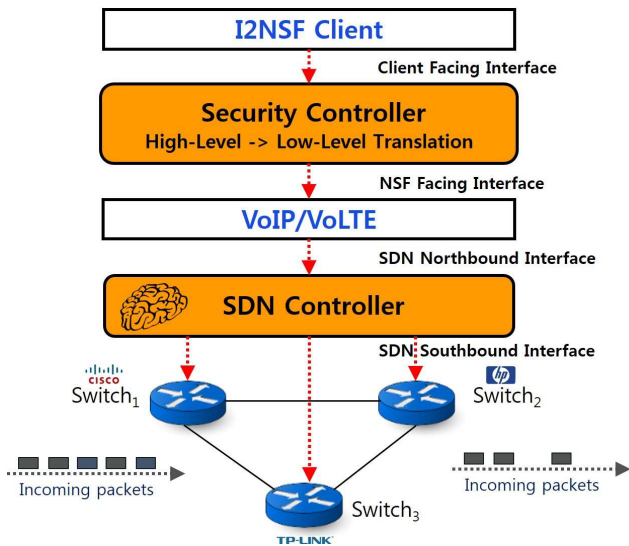 I2NSF Client
Client Facing Interface
Security Controller
High-Level -> Low-Level Translation
NSF Facing Interface
VoIP/VoLTE
SDN Northbound Interface
SDN Controller
SDN Southbound Interface
CISCO
hp
Switch1
Switch2
Incoming packets
Incoming packets
Switch3
TP-LINK